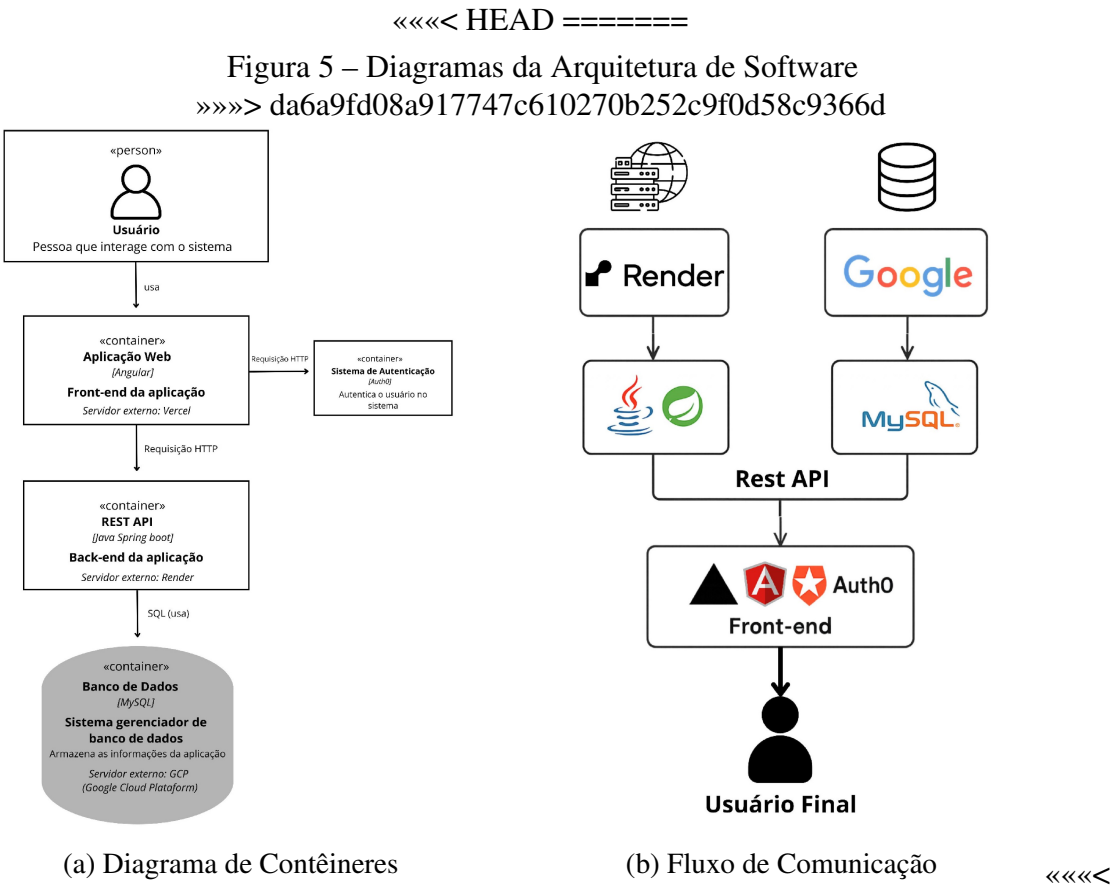 «««< HEAD =======
Figura 5 – Diagramas da Arquitetura de Software
»»»> da6a9fd08a917747c610270b252c9f0d58c9366d
«person»
Usuário
Pessoa que interage com o sistema
usa
«container»
Aplicação Web
[Angular]
Front-end da aplicação
Servidor externo: Vercel
Requisição HTTP
«container»
Sistema de Autenticação
[Auth0]
Autentica o usuário no
sistema
Requisição HTTP
«container»
REST API
[Java Spring boot]
Back-end da aplicação
Servidor externo: Render
SQL (usa)
«container»
Banco de Dados
[MySQL]
Sistema gerenciador de
banco de dados
Armazena as informações da aplicação
Servidor externo: GCP
(Google Cloud Plataform)
(a) Diagrama de Contêineres
Render
Google
MySQL.
Rest API
A
Auth0
Front-end
Usuário Final
(b) Fluxo de Comunicação
«««<